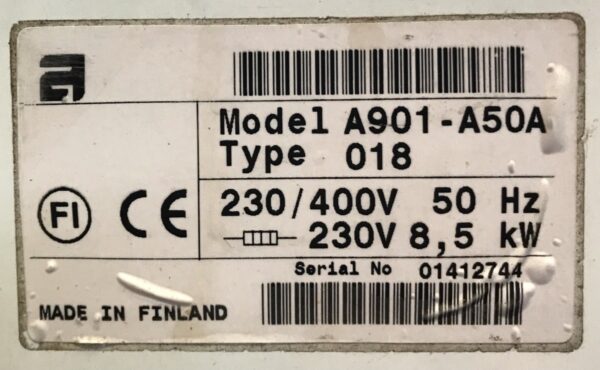 Model A901-A50A
Type 018
FI CE
230/400V 50 Hz
230V 8,5 kW
Serial No 01412744
MADE IN FINLAND